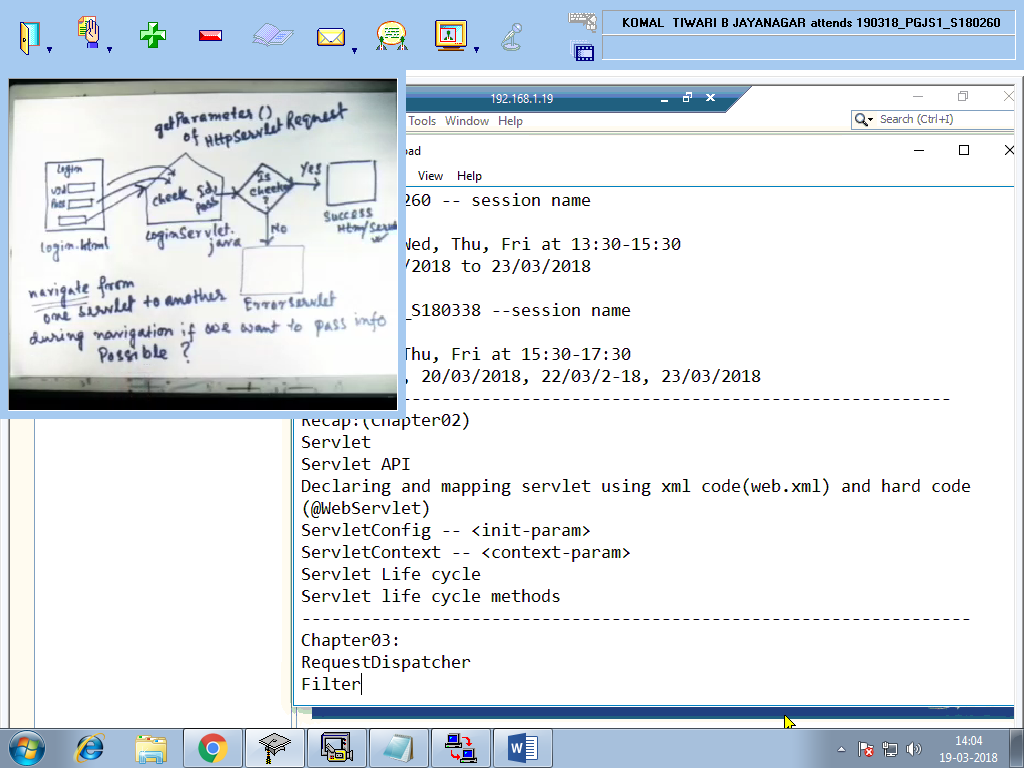 KOMAL TIWARI B JAYANAGAR attends 190318_PGJS1_S180260
192.168.1.19
Tools Window Help
Search (Ctrl+I)
View Help
getParameter()
of HttpServletRequest
Login
Pass
check
pass
Is
checked
?
Yes
No
Success
Login.html
LoginServlet.
java
ErrorServlet
navigate from
one servlet to another
during navigation if we want to pass info
Possible ?
260 -- session name
Wed, Thu, Fri at 13:30-15:30
/2018 to 23/03/2018
_S180338 --session name
Thu, Fri at 15:30-17:30
, 20/03/2018, 22/03/2-18, 23/03/2018
-----------------------------------------------------------------
Recap:(Chapter02)
Servlet
Servlet API
Declaring and mapping servlet using xml code(web.xml) and hard code
(@WebServlet)
ServletConfig -- <init-param>
ServletContext -- <context-param>
Servlet Life cycle
Servlet life cycle methods
-------------------------------------------------------------------
Chapter03:
RequestDispatcher
Filter
14:04
19-03-2018